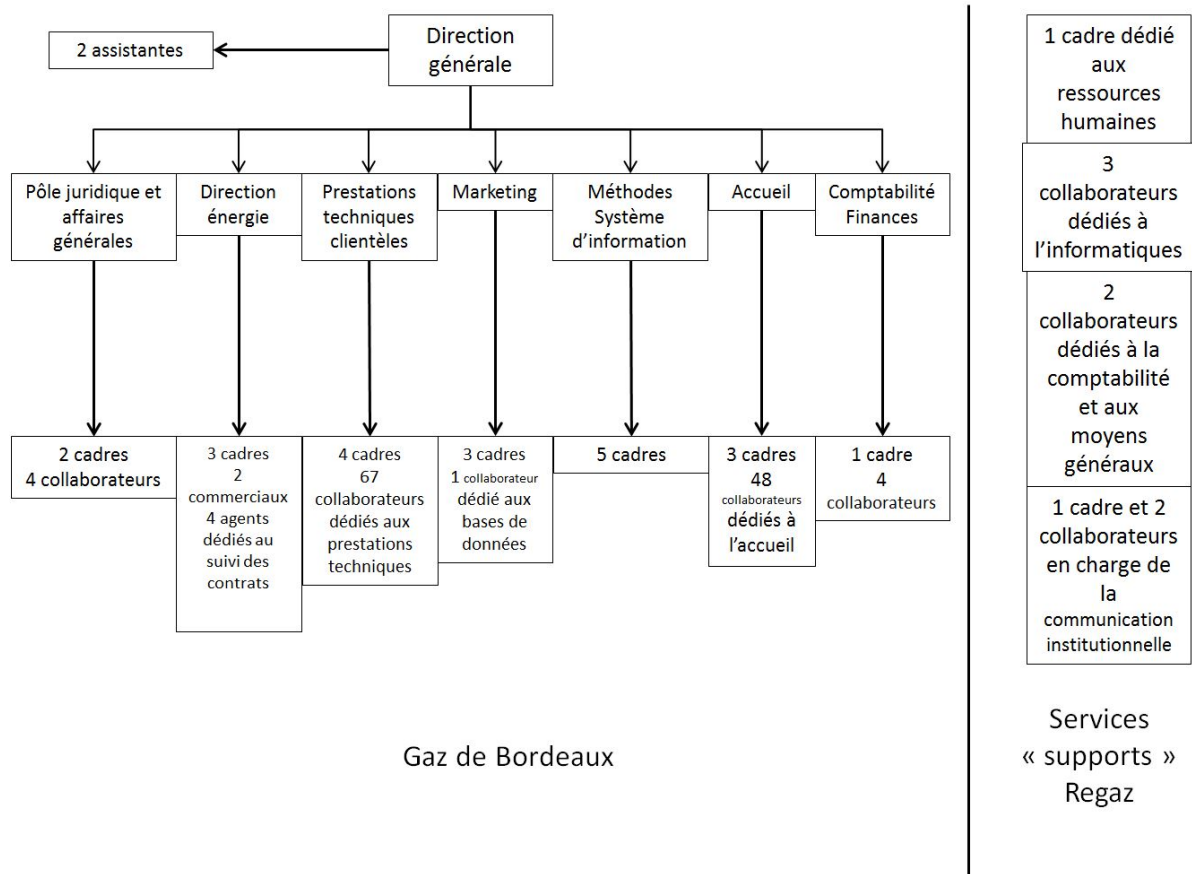 2 assistantes
Direction
générale
Pôle juridique et
affaires
générales
Direction
énergie
Prestations
techniques
clientèles
Marketing
Méthodes
Système
d'information
Accueil
Comptabilité
Finances
2 cadres
4 collaborateurs
3 cadres
2
commerciaux
4 agents
dédiés au
suivi des
contrats
4 cadres
67
collaborateurs
dédiés aux
prestations
techniques
3 cadres
1 collaborateur
dédié aux
bases de
données
5 cadres
3 cadres
48
collaborateurs
dédiés à
l'accueil
1 cadre
4
collaborateurs
Gaz de Bordeaux
1 cadre dédié
aux
ressources
humaines
3
collaborateurs
dédiés à
l'informatiques
2
collaborateurs
dédiés à la
comptabilité
et aux
moyens
généraux
1 cadre et 2
collaborateurs
en charge de
la
communication
institutionnelle
Services
« supports »
Regaz